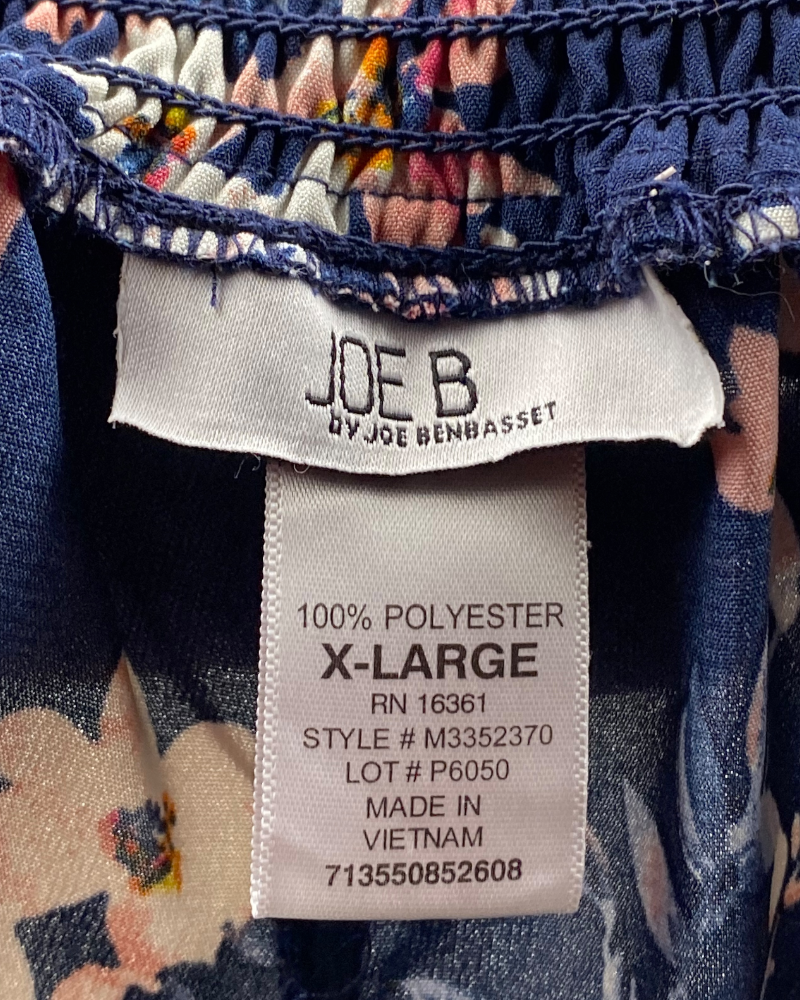 JOE B
BY JOE BENBASSET
100% POLYESTER
X-LARGE
RN 16361
STYLE # M3352370
LOT # P6050
MADE IN
VIETNAM
713550852608